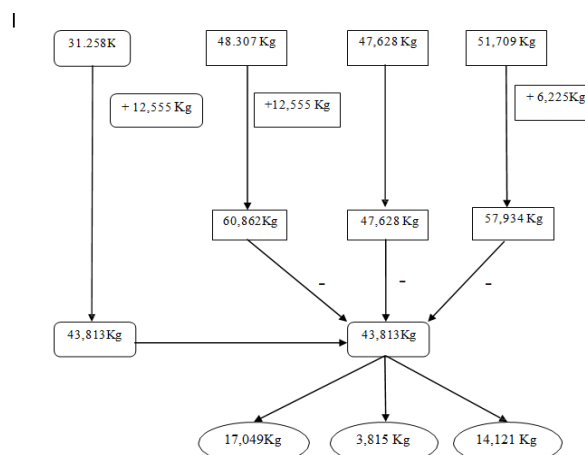 31.258K
48.307 Kg
47,628 Kg
51,709 Kg
+ 12,555 Kg
+12,555 Kg
+ 6,225Kg
60,862Kg
47,628 Kg
57,934 Kg
-
-
-
43,813Kg
43,813Kg
17,049Kg
3,815 Kg
14,121 Kg